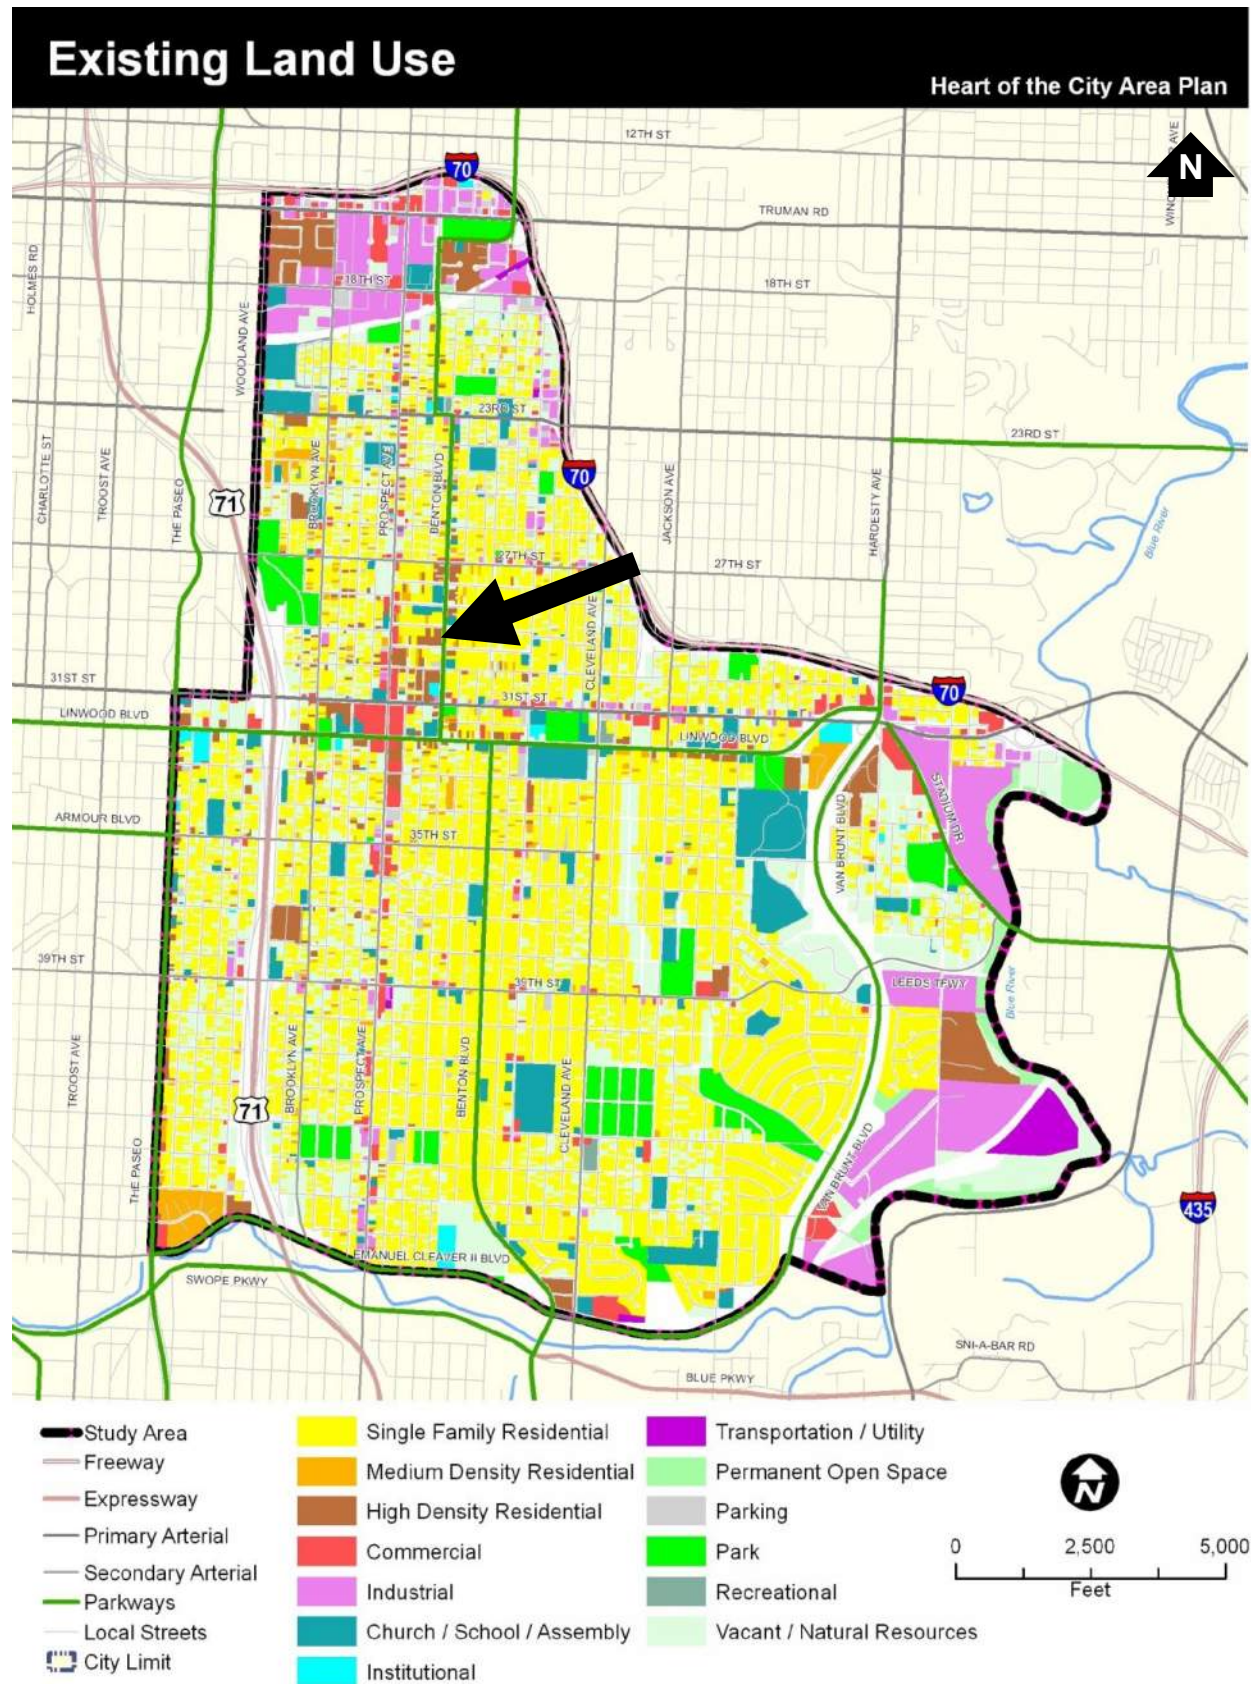 Existing Land Use
Heart of the City Area Plan
12TH ST
70
N
TRUMAN RD
HOLMES RD
18TH ST
18TH ST
WOODLAND AVE
23RD ST
23RD ST
CHARLOTTE ST
TROOST AVE
THE PASEO
71
BROOKLYN AVE
PROSPECT AVE
BENTON BLVD
70
JACKSON AVE
HARDESTY AVE
Blue River
27TH ST
27TH ST
CLEVELAND AVE
31ST ST
31ST ST
70
LINWOOD BLVD
LINWOOD BLVD
STADIUM DR
VAN BRUNT BLVD
ARMOUR BLVD
35TH ST
39TH ST
39TH ST
LEEDS TFWY
Blue River
TROOST AVE
BROOKLYN AVE
PROSPECT AVE
BENTON BLVD
CLEVELAND AVE
71
THE PASEO
VAN BRUNT BLVD
435
EMANUEL CLEAVER II BLVD
SWOPE PKWY
SNI-A-BAR RD
BLUE PKWY
Study Area
Freeway
Expressway
Primary Arterial
Secondary Arterial
Parkways
Local Streets
City Limit
Single Family Residential
Medium Density Residential
High Density Residential
Commercial
Industrial
Church / School / Assembly
Institutional
Transportation / Utility
Permanent Open Space
Parking
Park
Recreational
Vacant / Natural Resources
N
0 2,500 5,000
Feet